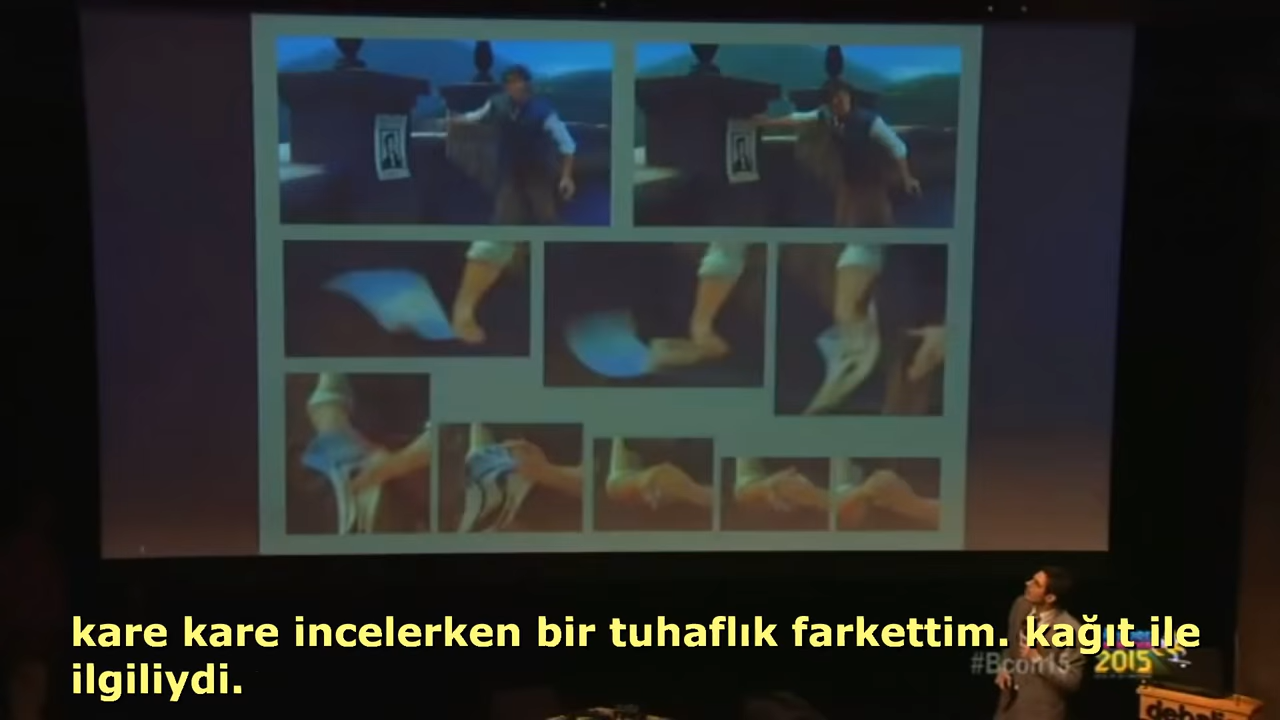 kare kare incelerken bir tuhaflık farkettim. kağıt ile
ilgiliydi.
#Bcon15
2015